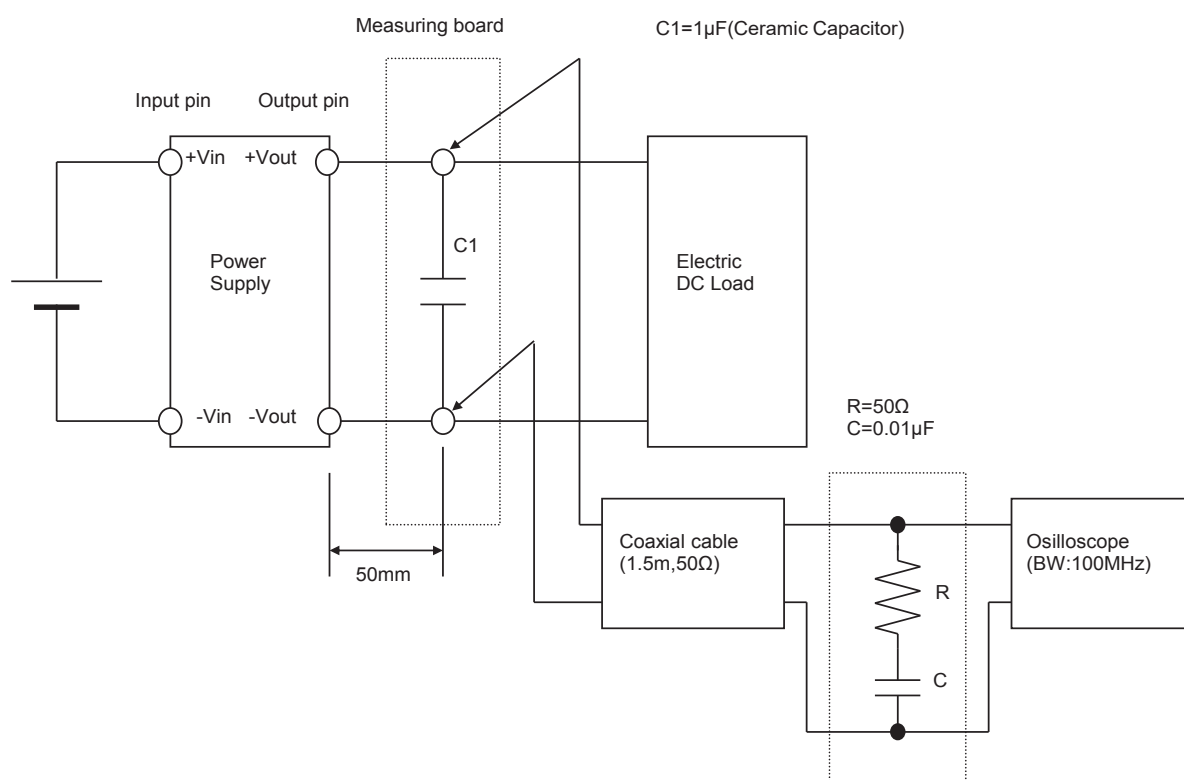 Measuring board
C1=1μF(Ceramic Capacitor)
Input pin
Output pin
+Vin
+Vout
C1
Power
Supply
Electric
DC Load
-Vin
-Vout
R=50Ω
C=0.01μF
50mm
Coaxial cable
(1.5m,50Ω)
R
C
Osilloscope
(BW:100MHz)